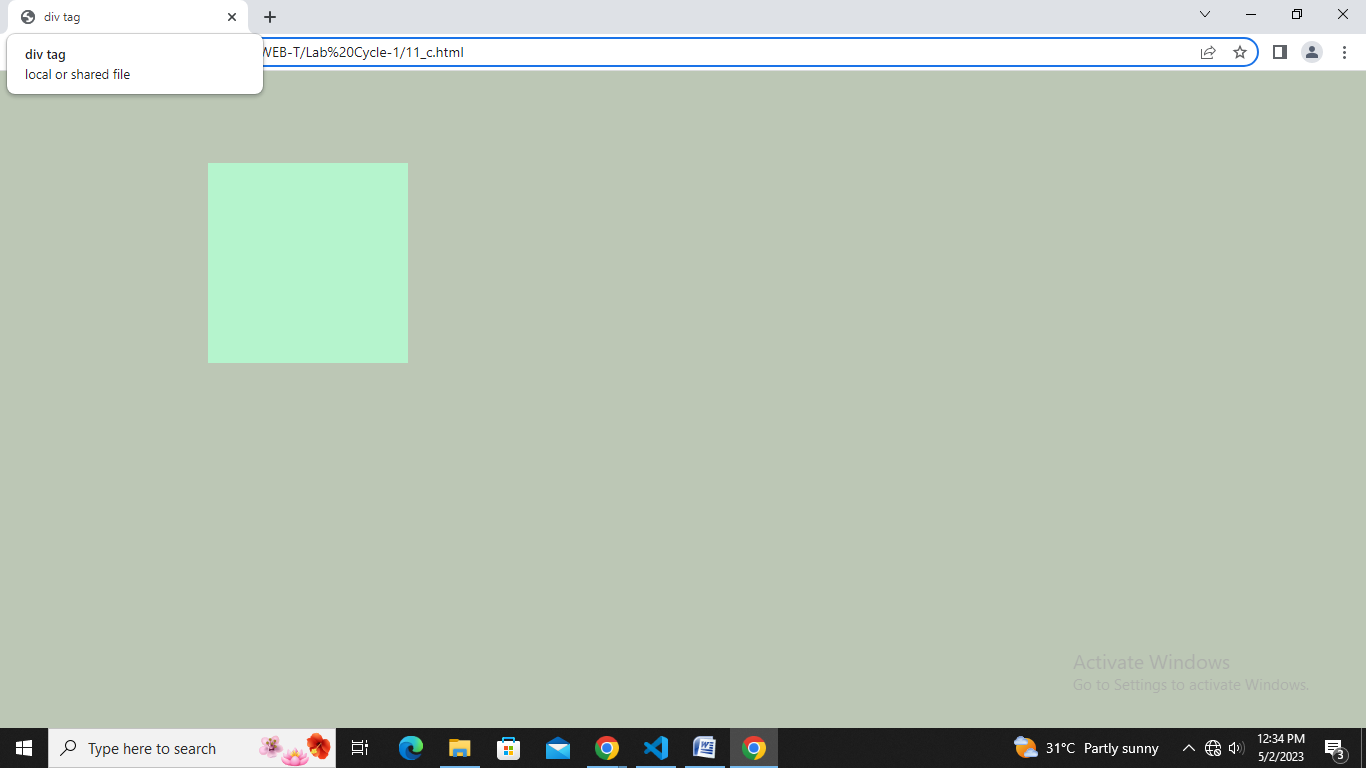 div tag
div tag
local or shared file
WEB-T/Lab%20Cycle-1/11_c.html
Activate Windows
Go to Settings to activate Windows.
Type here to search
31°C Partly sunny
12:34 PM
5/2/2023
3